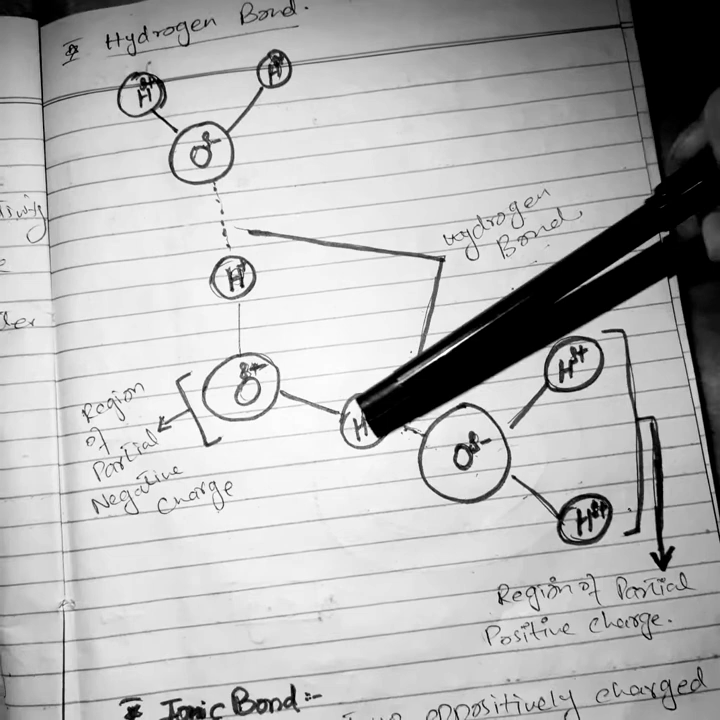 Hydrogen Bond.
H δ+
H
O δ-
Hydrogen
Bond.
H
H δ+
O δ+
H
O δ-
Region
of
Partial
Negative
charge
H δ+
Region of Partial
Positive charge.
Ionic Bond:-
oppositively charged